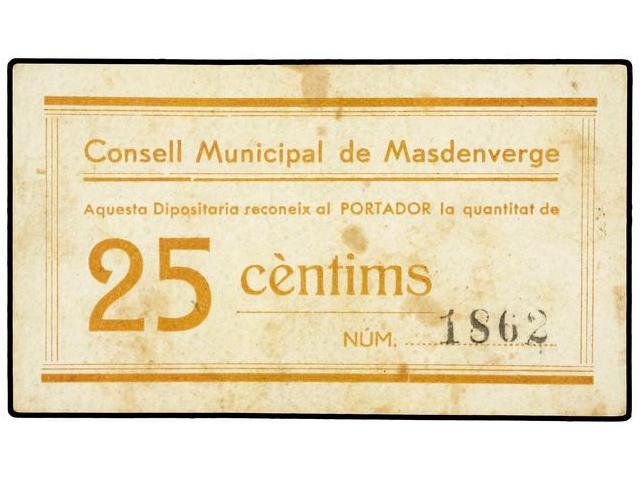 Consell Municipal de Masdenverge
Aquesta Dipositaria reconeix al PORTADOR la quantitat de
25 cèntims
NÚM. 1862